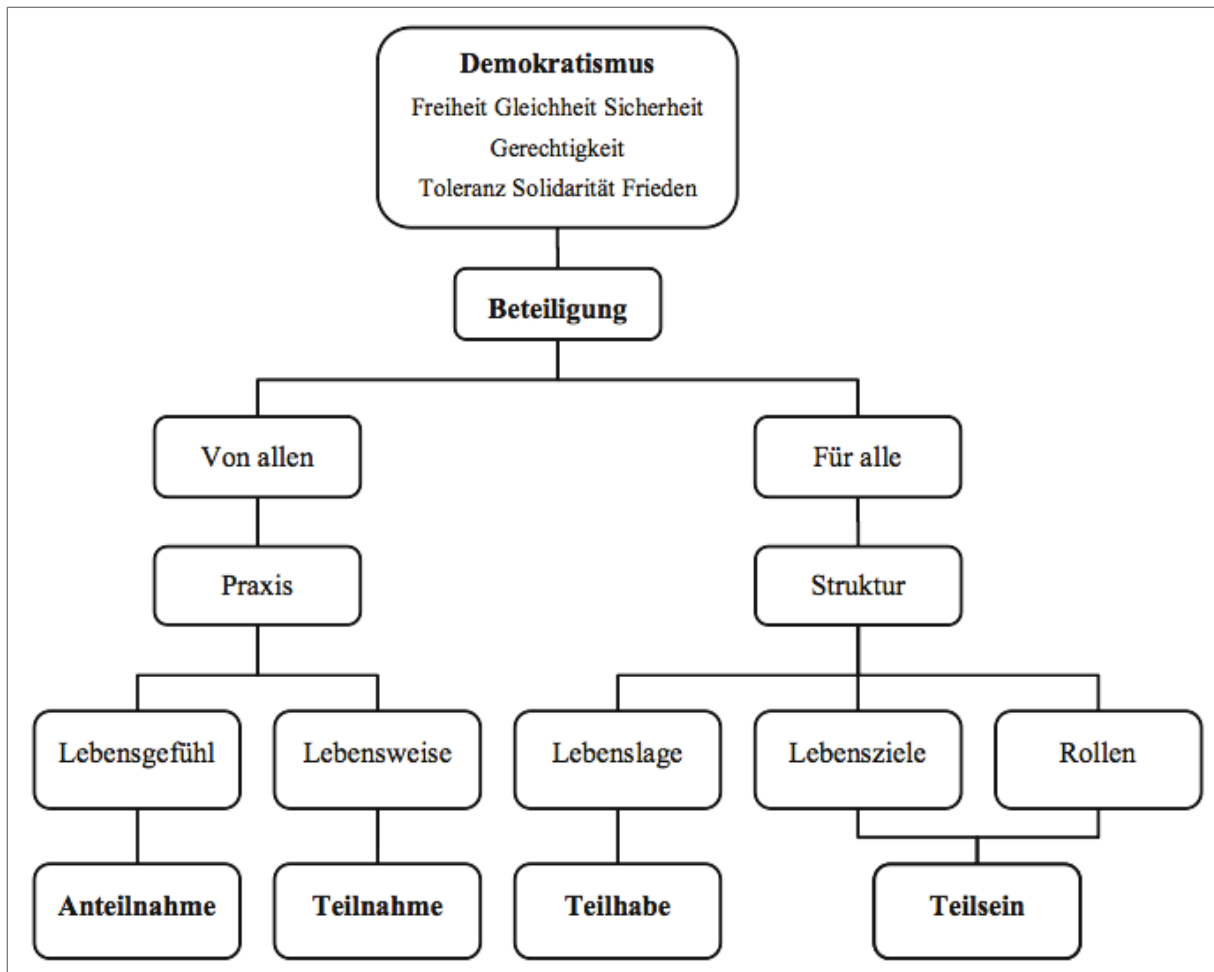 Demokratismus
Freiheit Gleichheit Sicherheit
Gerechtigkeit
Toleranz Solidarität Frieden
Beteiligung
Von allen
Für alle
Praxis
Struktur
Lebensgefühl
Lebensweise
Lebenslage
Lebensziele
Rollen
Anteilnahme
Teilnahme
Teilhabe
Teilsein